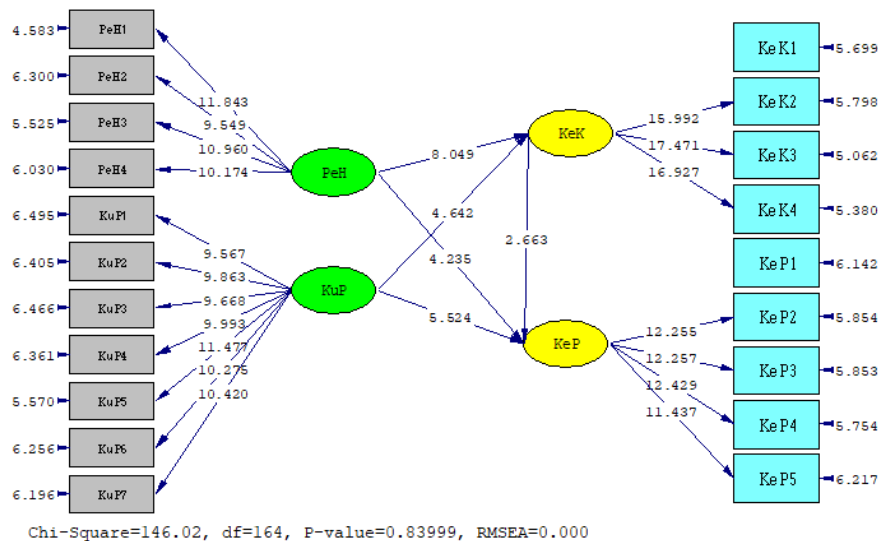 4.583 PeH1
6.300 PeH2
5.525 PeH3
6.030 PeH4
6.495 KuP1
6.405 KuP2
6.466 KuP3
6.361 KuP4
5.570 KuP5
6.256 KuP6
6.196 KuP7
11.843
9.549
10.960
10.174
9.567
9.863
9.668
9.993
11.477
10.275
10.420
PeH
KuP
8.049
4.642
4.235
2.663
5.524
KeK
KeP
15.992
17.471
16.927
12.255
12.257
12.429
11.437
KeK1 5.699
KeK2 5.798
KeK3 5.062
KeK4 5.380
KeP1 6.142
KeP2 5.854
KeP3 5.853
KeP4 5.754
KeP5 6.217
Chi-Square=146.02, df=164, P-value=0.83999, RMSEA=0.000